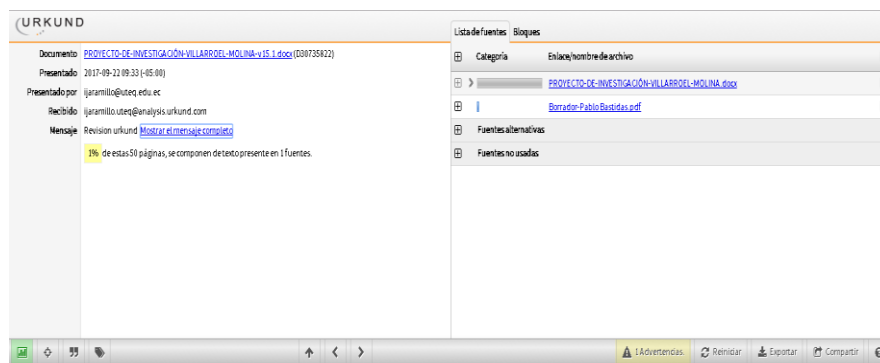 URKUND
Documento PROYECTO-DE-INVESTIGACIÓN-VILLARROEL-MOLINA-v15.1.docx (D30735822)
Presentado 2017-09-22 09:33 (-05:00)
Presentado por ijaramillo@uteq.edu.ec
Recibido ijaramillo.uteq@analysis.urkund.com
Mensaje Revision urkund Mostrar el mensaje completo
1% de estas 50 páginas, se componen de texto presente en 1 fuentes.
Lista de fuentes Bloques
Categoría Enlace/nombre de archivo
PROYECTO-DE-INVESTIGACIÓN-VILLARROEL-MOLINA.docx
Borrador-Pablo Bastidas.pdf
Fuentes alternativas
Fuentes no usadas
1 Advertencias. Reiniciar Exportar Compartir